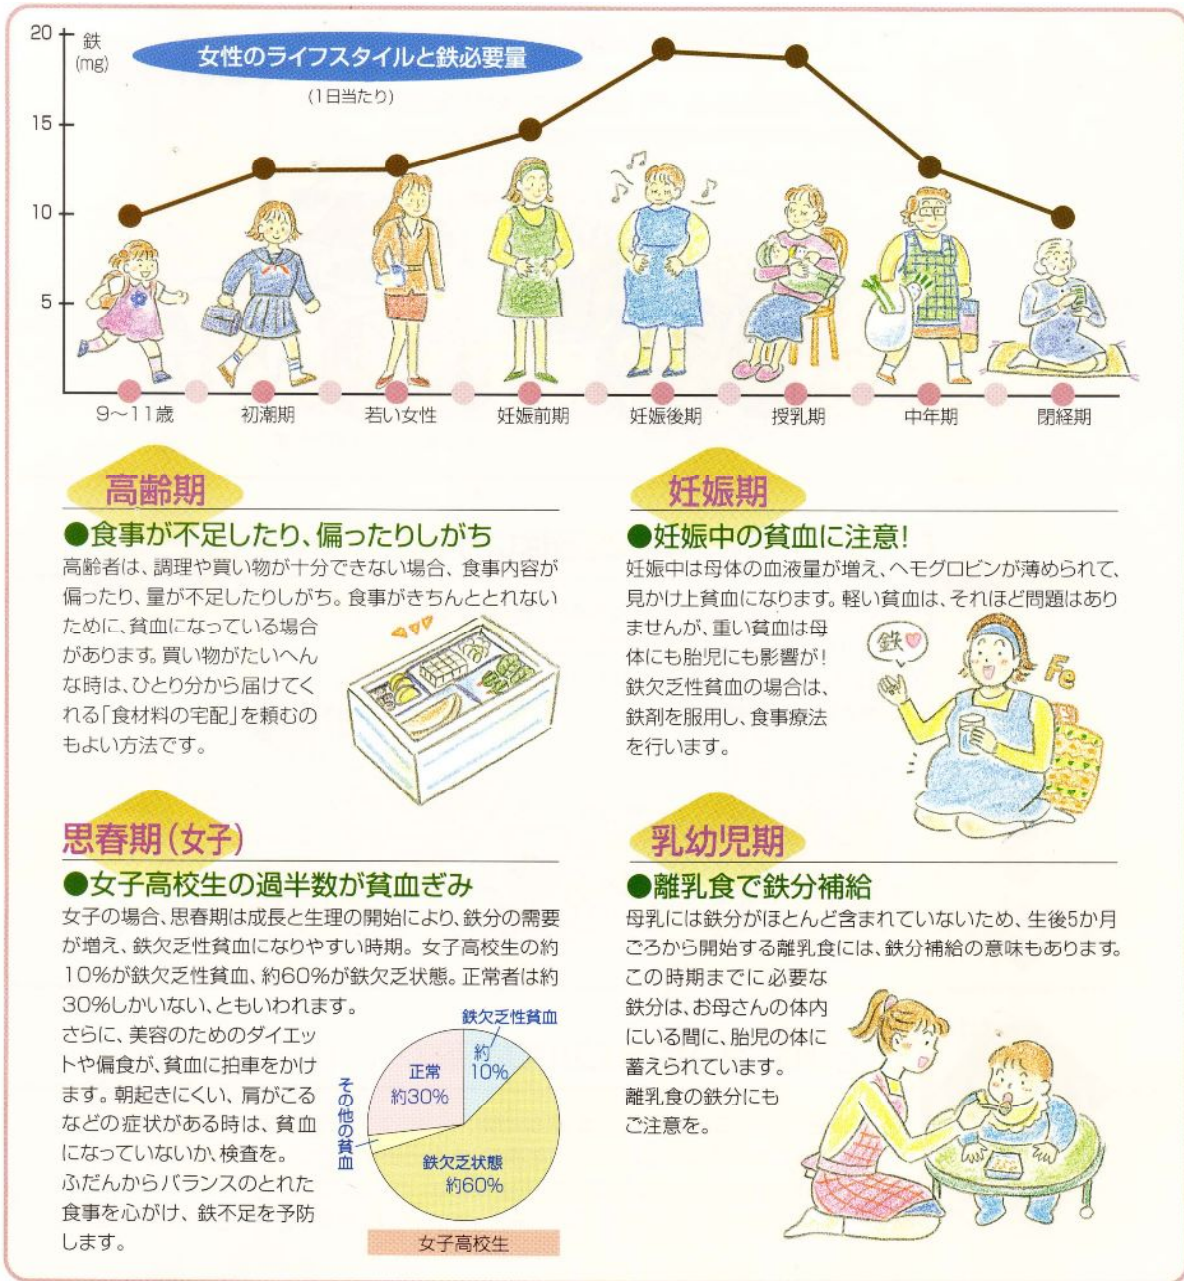 20
鉄
(mg)
15
10
5
女性のライフスタイルと鉄必要量
(1日当たり)
9～11歳
初潮期
若い女性
妊娠前期
妊娠後期
授乳期
中年期
閉経期
高齢期
●食事が不足したり、偏ったりしがち
高齢者は、調理や買い物が十分できない場合、食事内容が
偏ったり、量が不足したりしがち。食事がきちんととれない
ために、貧血になっている場合
があります。買い物がたいへん
な時は、ひとり分から届けてく
れる「食材料の宅配」を頼むの
もよい方法です。
妊娠期
●妊娠中の貧血に注意!
妊娠中は母体の血液量が増え、ヘモグロビンが薄められて、
見かけ上貧血になります。軽い貧血は、それほど問題はあり
ませんが、重い貧血は母
体にも胎児にも影響が!
鉄欠乏性貧血の場合は、
鉄剤を服用し、食事療法
を行います。
鉄
Fe
思春期(女子)
●女子高校生の過半数が貧血ぎみ
女子の場合、思春期は成長と生理の開始により、鉄分の需要
が増え、鉄欠乏性貧血になりやすい時期。女子高校生の約
10%が鉄欠乏性貧血、約60%が鉄欠乏状態。正常者は約
30%しかいない、ともいわれます。
さらに、美容のためのダイエッ
トや偏食が、貧血に拍車をかけ
ます。朝起きにくい、肩がこる
などの症状がある時は、貧血
になっていないか、検査を。
ふだんからバランスのとれた
食事を心がけ、鉄不足を予防
します。
鉄欠乏性貧血
約
10%
正常
約30%
その他の貧血
鉄欠乏状態
約60%
女子高校生
乳幼児期
●離乳食で鉄分補給
母乳には鉄分がほとんど含まれていないため、生後5か月
ごろから開始する離乳食には、鉄分補給の意味もあります。
この時期までに必要な
鉄分は、お母さんの体内
にいる間に、胎児の体に
蓄えられています。
離乳食の鉄分にも
ご注意を。